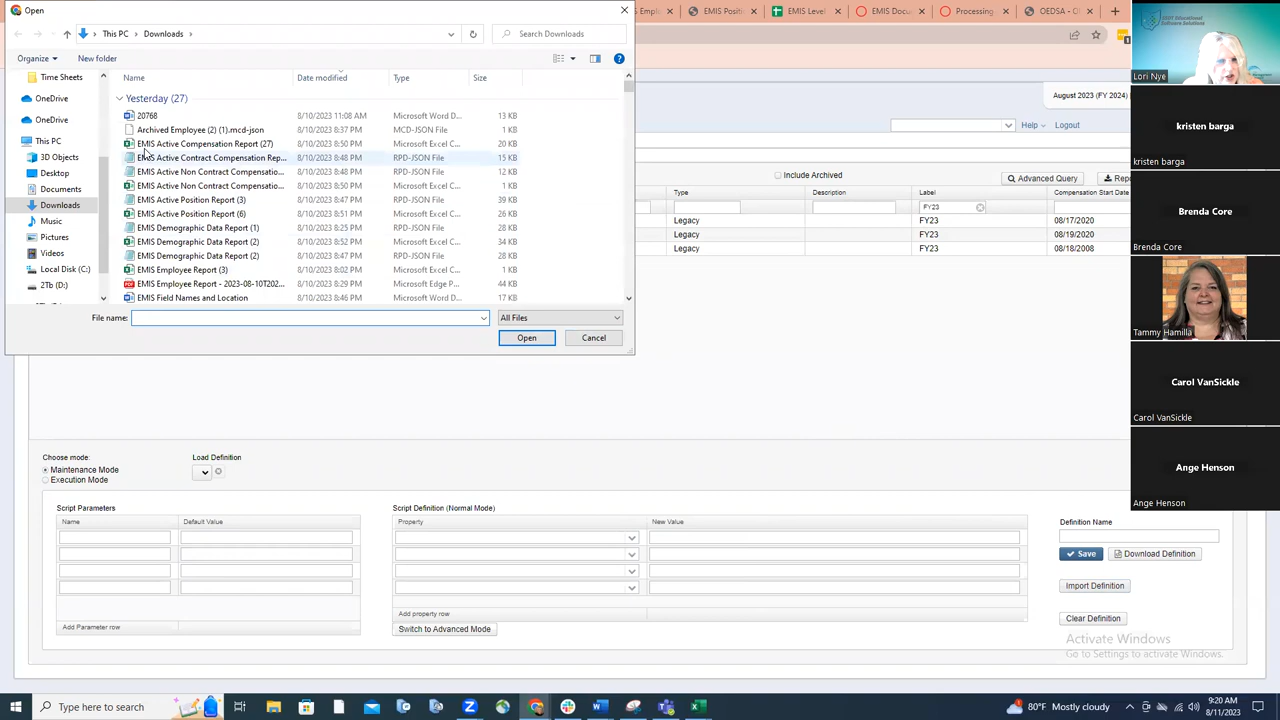 Open
EMIS Positi
EMIS Level
EMIS Docu
Processing
OEDSA - Cl
This PC
Downloads
Search Downloads
Organize
New folder
Time Sheets
OneDrive
OneDrive
This PC
3D Objects
Desktop
Documents
Downloads
Music
Pictures
Videos
Local Disk (C:)
2Tb (D:)
Name Date modified Type Size
Yesterday (27)
20768 8/10/2023 11:08 AM Microsoft Word D... 13 KB
Archived Employee (2) (1).mcd-json 8/10/2023 8:37 PM MCD-JSON File 4 KB
EMIS Active Compensation Report (27) 8/10/2023 8:50 PM Microsoft Excel C... 20 KB
EMIS Active Contract Compensation Rep... 8/10/2023 8:48 PM RPD-JSON File 15 KB
EMIS Active Non Contract Compensatio... 8/10/2023 8:48 PM RPD-JSON File 12 KB
EMIS Active Non Contract Compensatio... 8/10/2023 8:49 PM Microsoft Excel C... 3 KB
EMIS Active Position Report (3) 8/10/2023 8:47 PM RPD-JSON File 39 KB
EMIS Active Position Report (6) 8/10/2023 8:51 PM Microsoft Excel C... 26 KB
EMIS Demographic Data Report (1) 8/10/2023 8:25 PM RPD-JSON File 28 KB
EMIS Demographic Data Report (2) 8/10/2023 8:52 PM Microsoft Excel C... 34 KB
EMIS Demographic Data Report (2) 8/10/2023 8:47 PM RPD-JSON File 28 KB
EMIS Employee Report (3) 8/10/2023 8:02 PM Microsoft Excel C... 34 KB
EMIS Employee Report - 2023-08-10T202... 8/10/2023 8:29 PM Microsoft Edge P... 44 KB
EMIS Field Names and Location 8/10/2023 8:46 PM Microsoft Word D... 17 KB
File name:
All Files
Open
Cancel
August 2023 (FY 2024)
Help
Logout
Include Archived
Advanced Query
Repo
Type Description Label Compensation Start Date
FY23
Legacy FY23 08/17/2020
Legacy FY23 08/19/2020
Legacy FY23 08/18/2008
Choose mode:
Maintenance Mode
Execution Mode
Load Definition
Script Parameters
Name Default Value
Add Parameter row
Script Definition (Normal Mode)
Property New Value
Add property row
Switch to Advanced Mode
Definition Name
Save
Download Definition
Import Definition
Clear Definition
Activate Windows
Go to Settings to activate Windows.
SSDT Educational
Software Solutions
Lori Nye
kristen barga
kristen barga
Brenda Core
Brenda Core
Tammy Hamilla
Carol VanSickle
Carol VanSickle
Ange Henson
Ange Henson
Type here to search
80°F Mostly cloudy
9:20 AM
8/11/2023